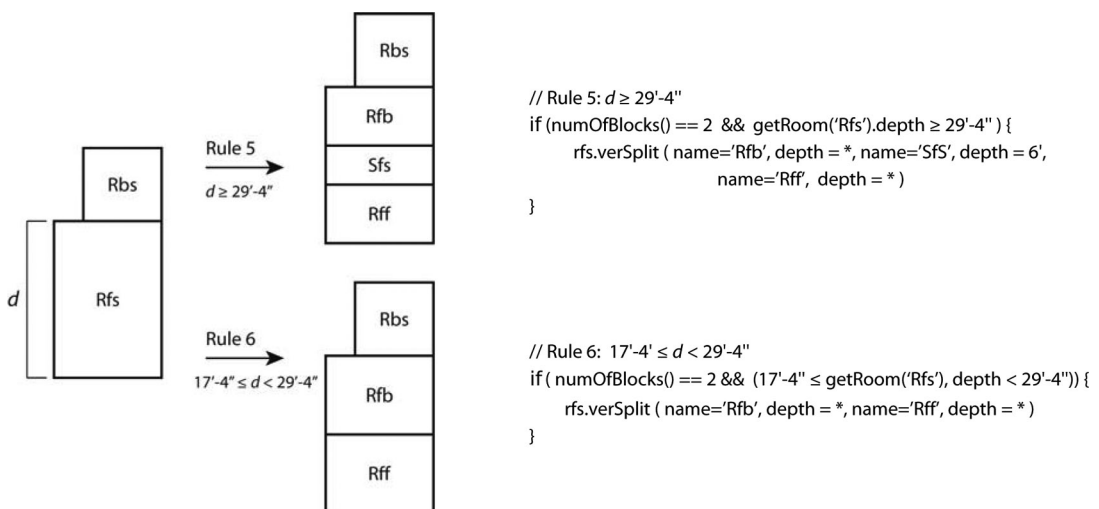 Rbs
Rfs
d
Rule 5
d ≥ 29'-4"
Rbs
Rfb
Sfs
Rff
// Rule 5: d ≥ 29'-4"
if (numOfBlocks() == 2 && getRoom(‘Rfs’).depth ≥ 29'-4" ) {
rfs.verSplit ( name=’Rfb’, depth = *, name=’SfS’, depth = 6',
name=’Rff’, depth = * )
}
Rule 6
17'-4" ≤ d < 29'-4"
Rbs
Rfb
Rff
// Rule 6: 17'-4' ≤ d < 29'-4"
if ( numOfBlocks() == 2 && (17'-4" ≤ getRoom(‘Rfs’), depth < 29'-4")) {
rfs.verSplit ( name=’Rfb’, depth = *, name=’Rff’, depth = * )
}